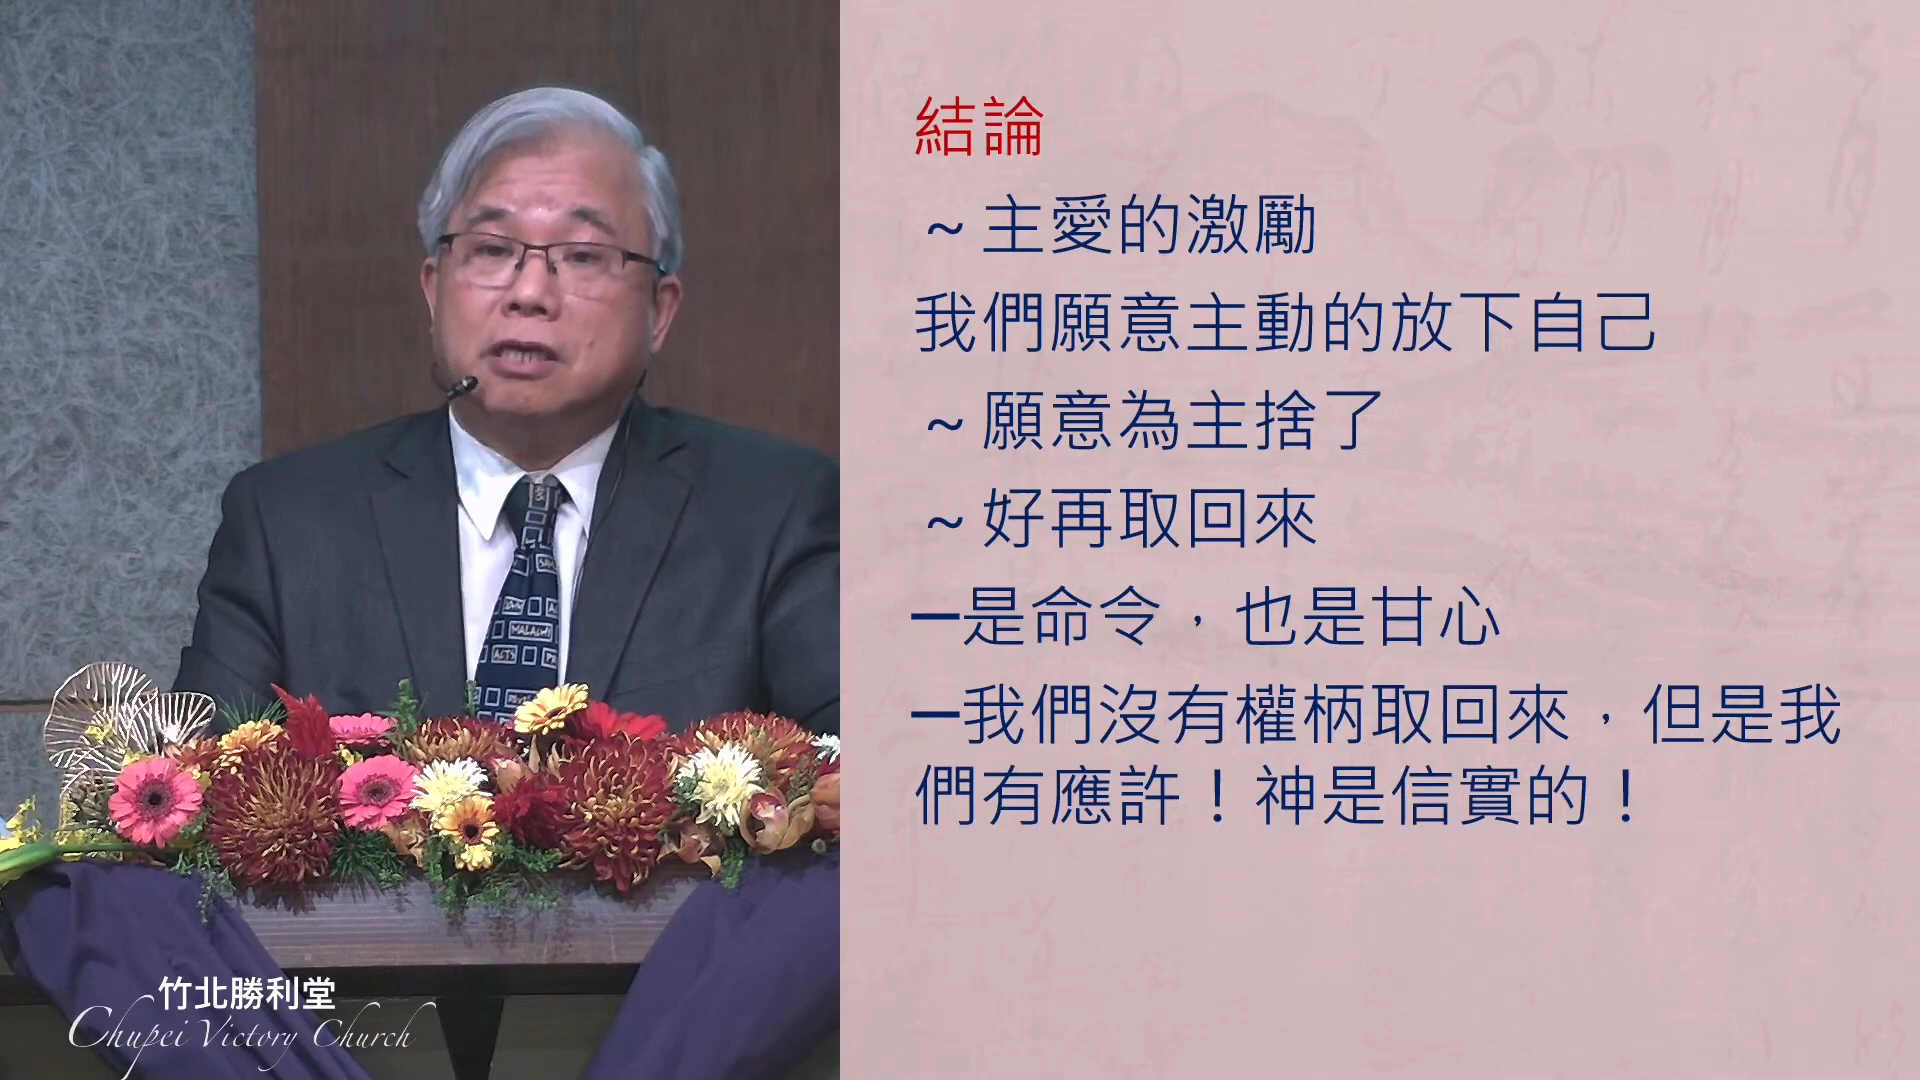 結論
~ 主愛的激勵
我們願意主動的放下自己
~ 願意為主捨了
~ 好再取回來
—是命令，也是甘心
—我們沒有權柄取回來，但是我
們有應許！神是信實的！
MALACHI
ACTS
竹北勝利堂
Chupei Victory Church